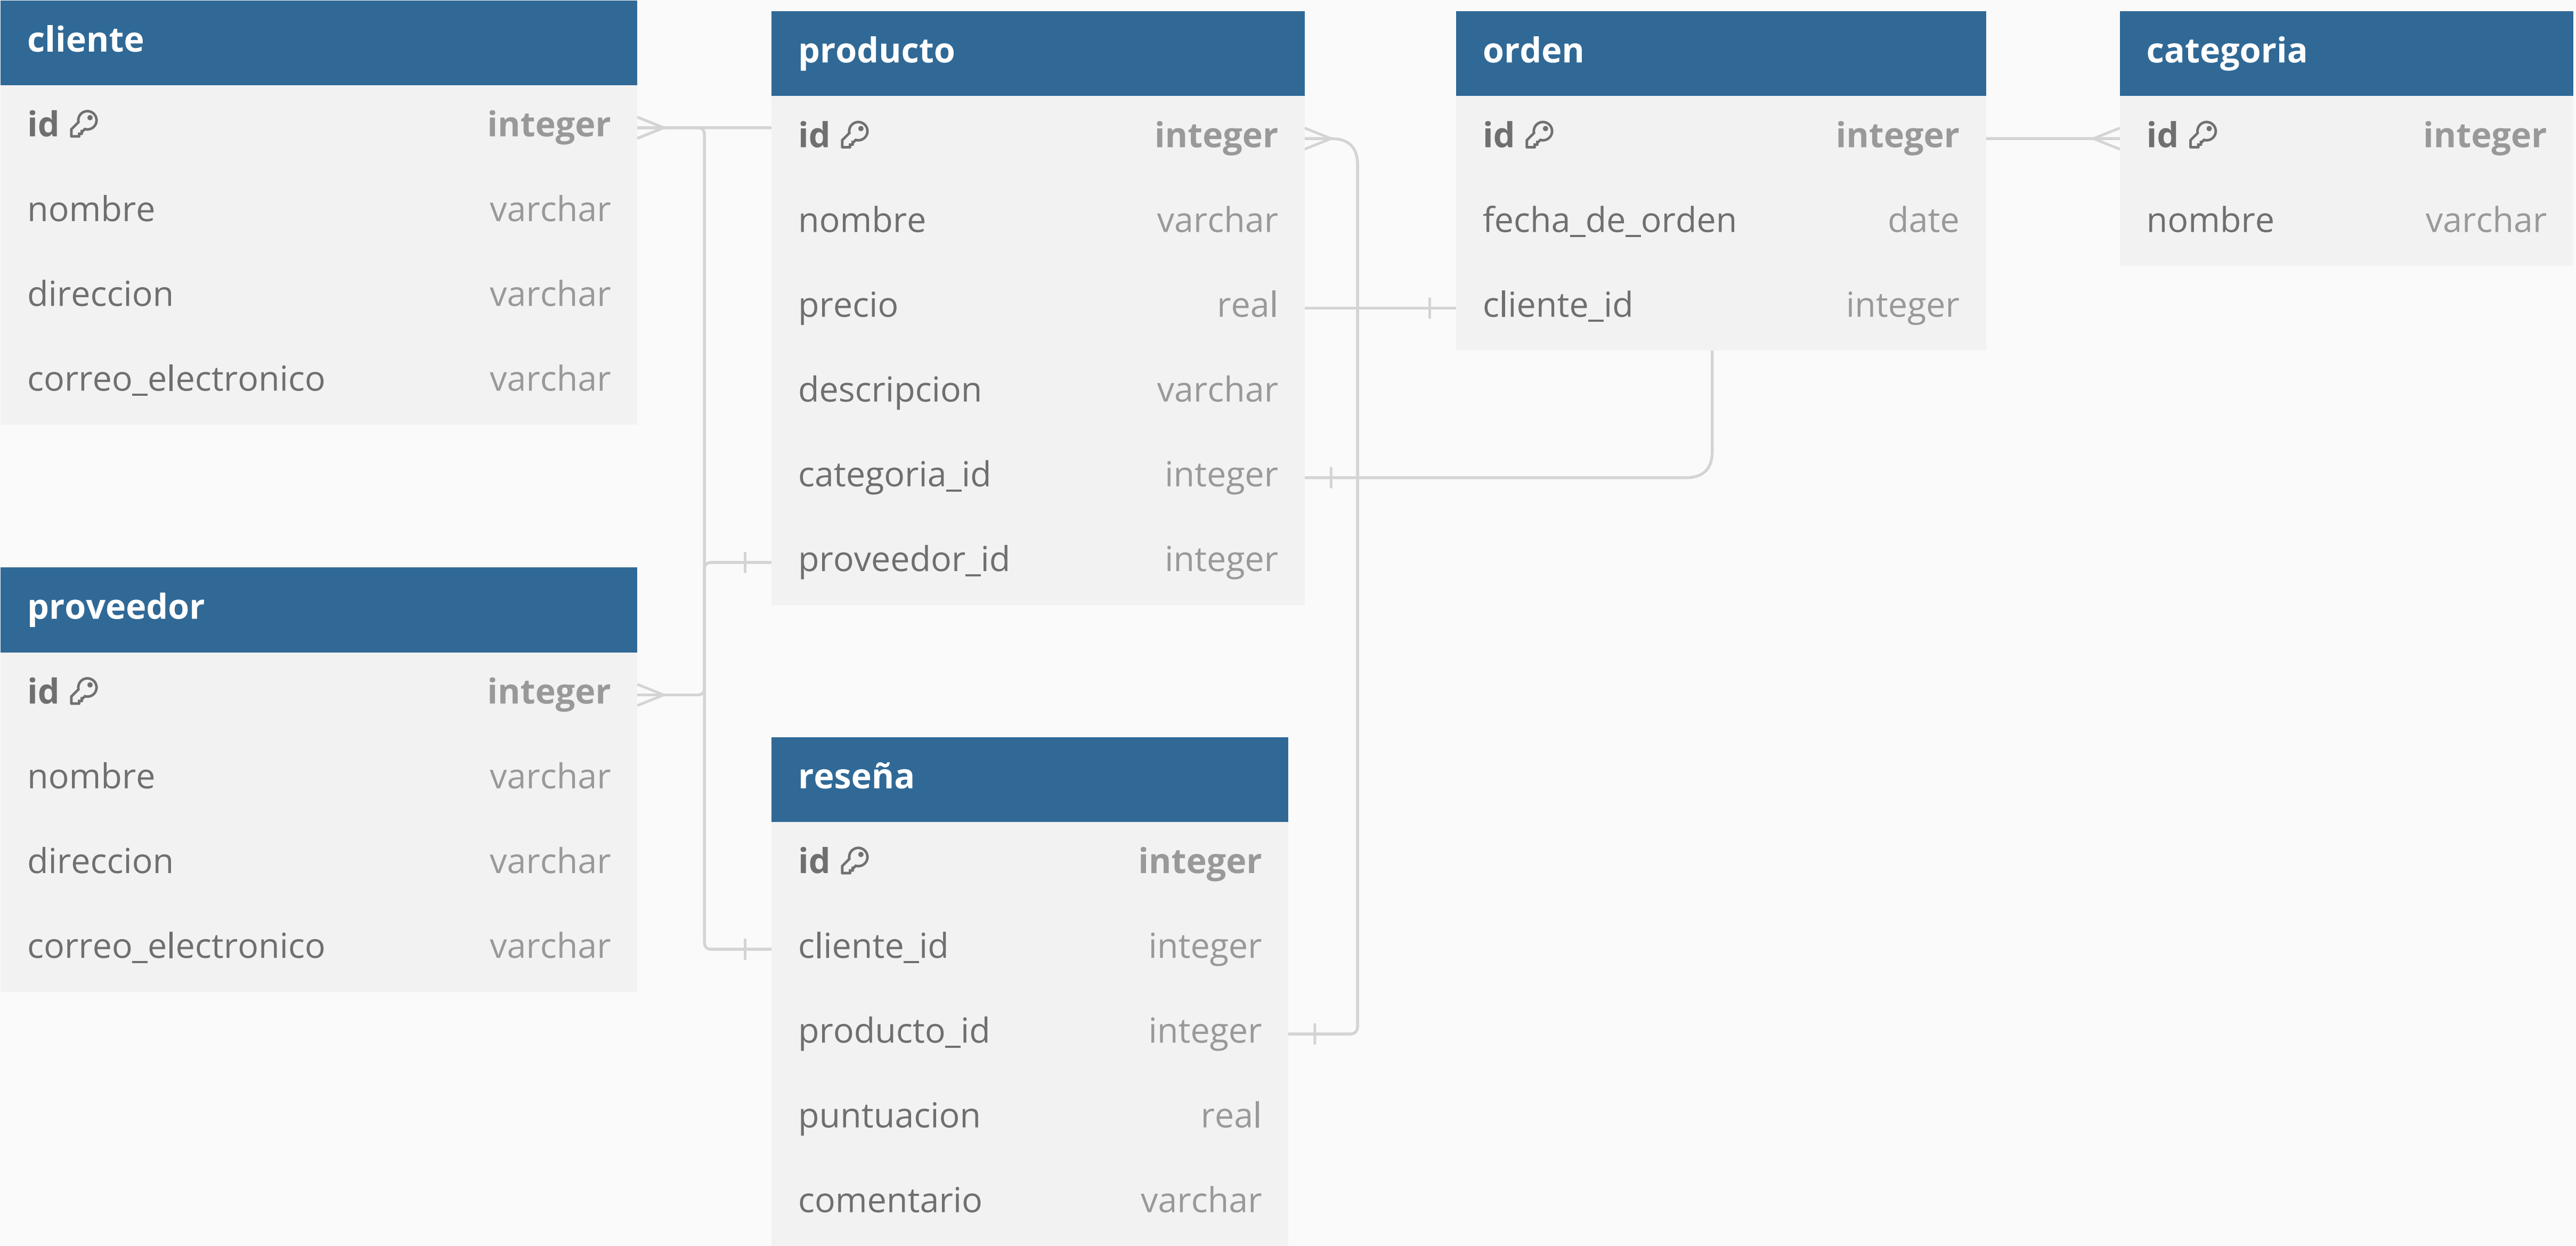 cliente
id integer
nombre varchar
direccion varchar
correo_electronico varchar
producto
id integer
nombre varchar
precio real
descripcion varchar
categoria_id integer
proveedor_id integer
orden
id integer
fecha_de_orden date
cliente_id integer
categoria
id integer
nombre varchar
proveedor
id integer
nombre varchar
direccion varchar
correo_electronico varchar
reseña
id integer
cliente_id integer
producto_id integer
puntuacion real
comentario varchar